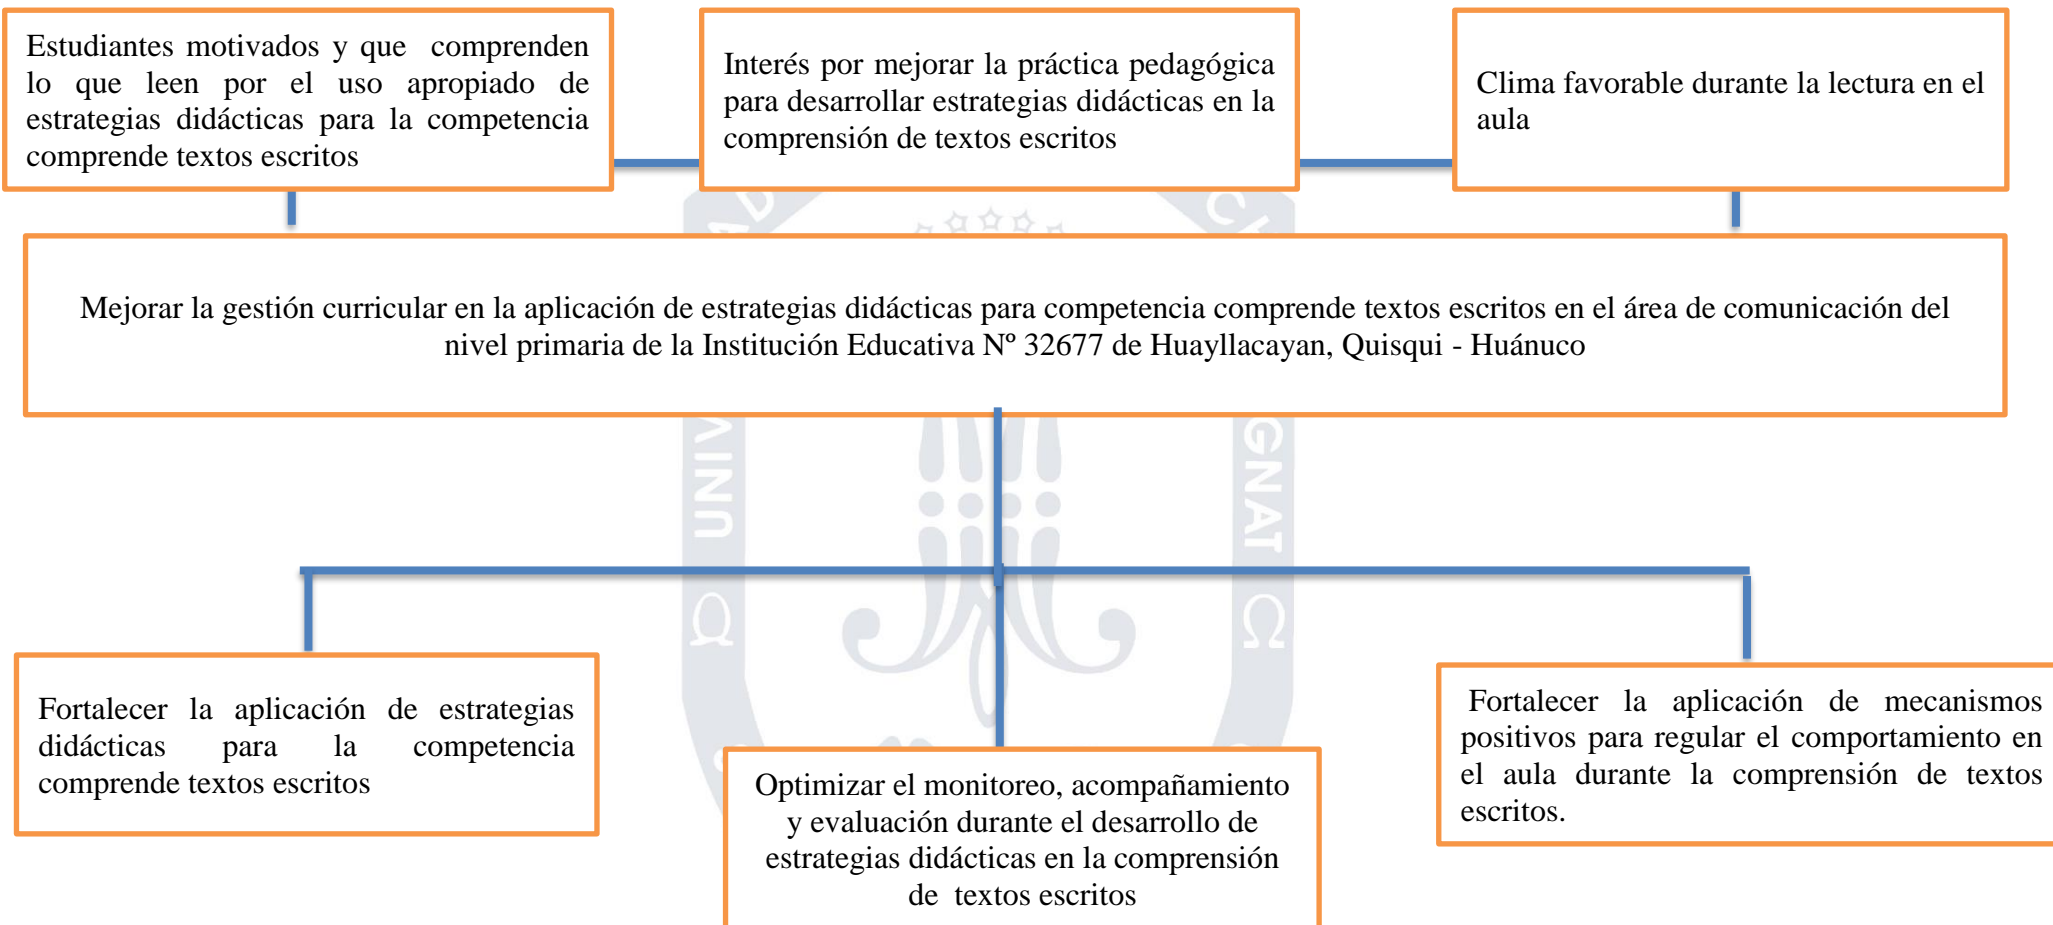 Estudiantes motivados y que comprenden
lo que leen por el uso apropiado de
estrategias didácticas para la competencia
comprende textos escritos
Interés por mejorar la práctica pedagógica
para desarrollar estrategias didácticas en la
comprensión de textos escritos
Clima favorable durante la lectura en el
aula
Mejorar la gestión curricular en la aplicación de estrategias didácticas para competencia comprende textos escritos en el área de comunicación del
nivel primaria de la Institución Educativa Nº 32677 de Huayllacayan, Quisqui - Huánuco
UNIV
GNAT
Fortalecer la aplicación de estrategias
didácticas para la competencia
comprende textos escritos
Optimizar el monitoreo, acompañamiento
y evaluación durante el desarrollo de
estrategias didácticas en la comprensión
de textos escritos
Fortalecer la aplicación de mecanismos
positivos para regular el comportamiento en
el aula durante la comprensión de textos
escritos.